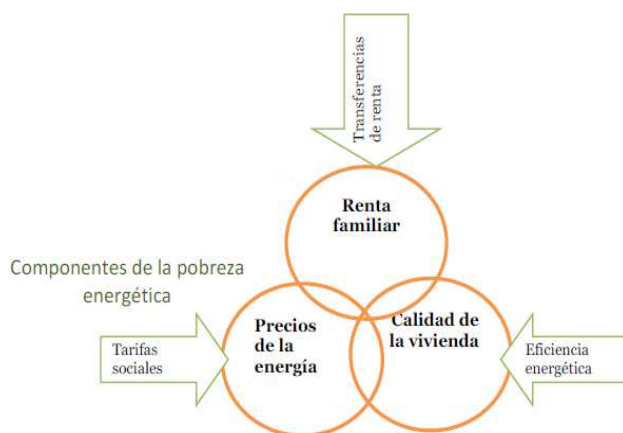 Transferencias
de renta
Renta
familiar
Componentes de la pobreza
energética
Precios
de la
energía
Calidad de
la vivienda
Tarifas
sociales
Eficiencia
energética